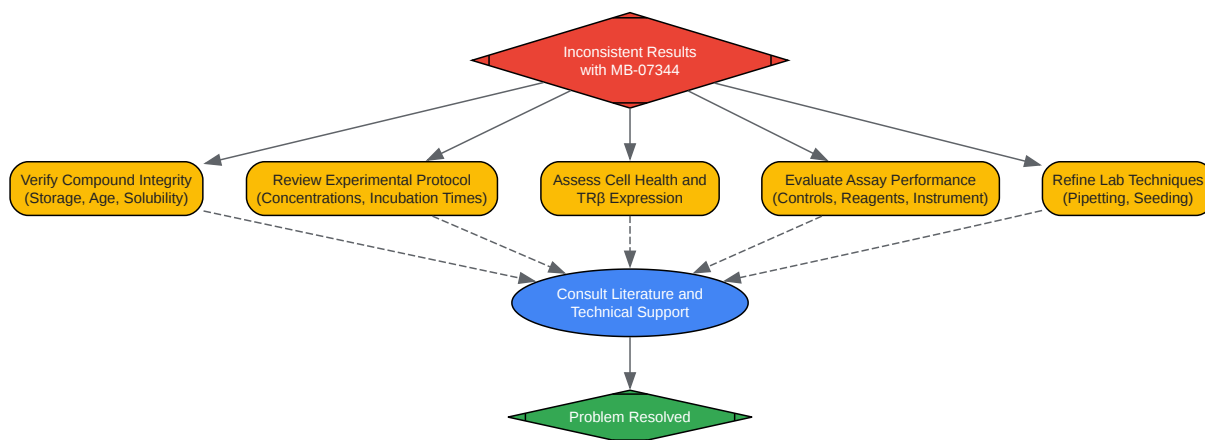 Inconsistent Results
with MB-07344
Verify Compound Integrity
(Storage, Age, Solubility)
Review Experimental Protocol
(Concentrations, Incubation Times)
Assess Cell Health and
TRβ Expression
Evaluate Assay Performance
(Controls, Reagents, Instrument)
Refine Lab Techniques
(Pipetting, Seeding)
Consult Literature and
Technical Support
Problem Resolved